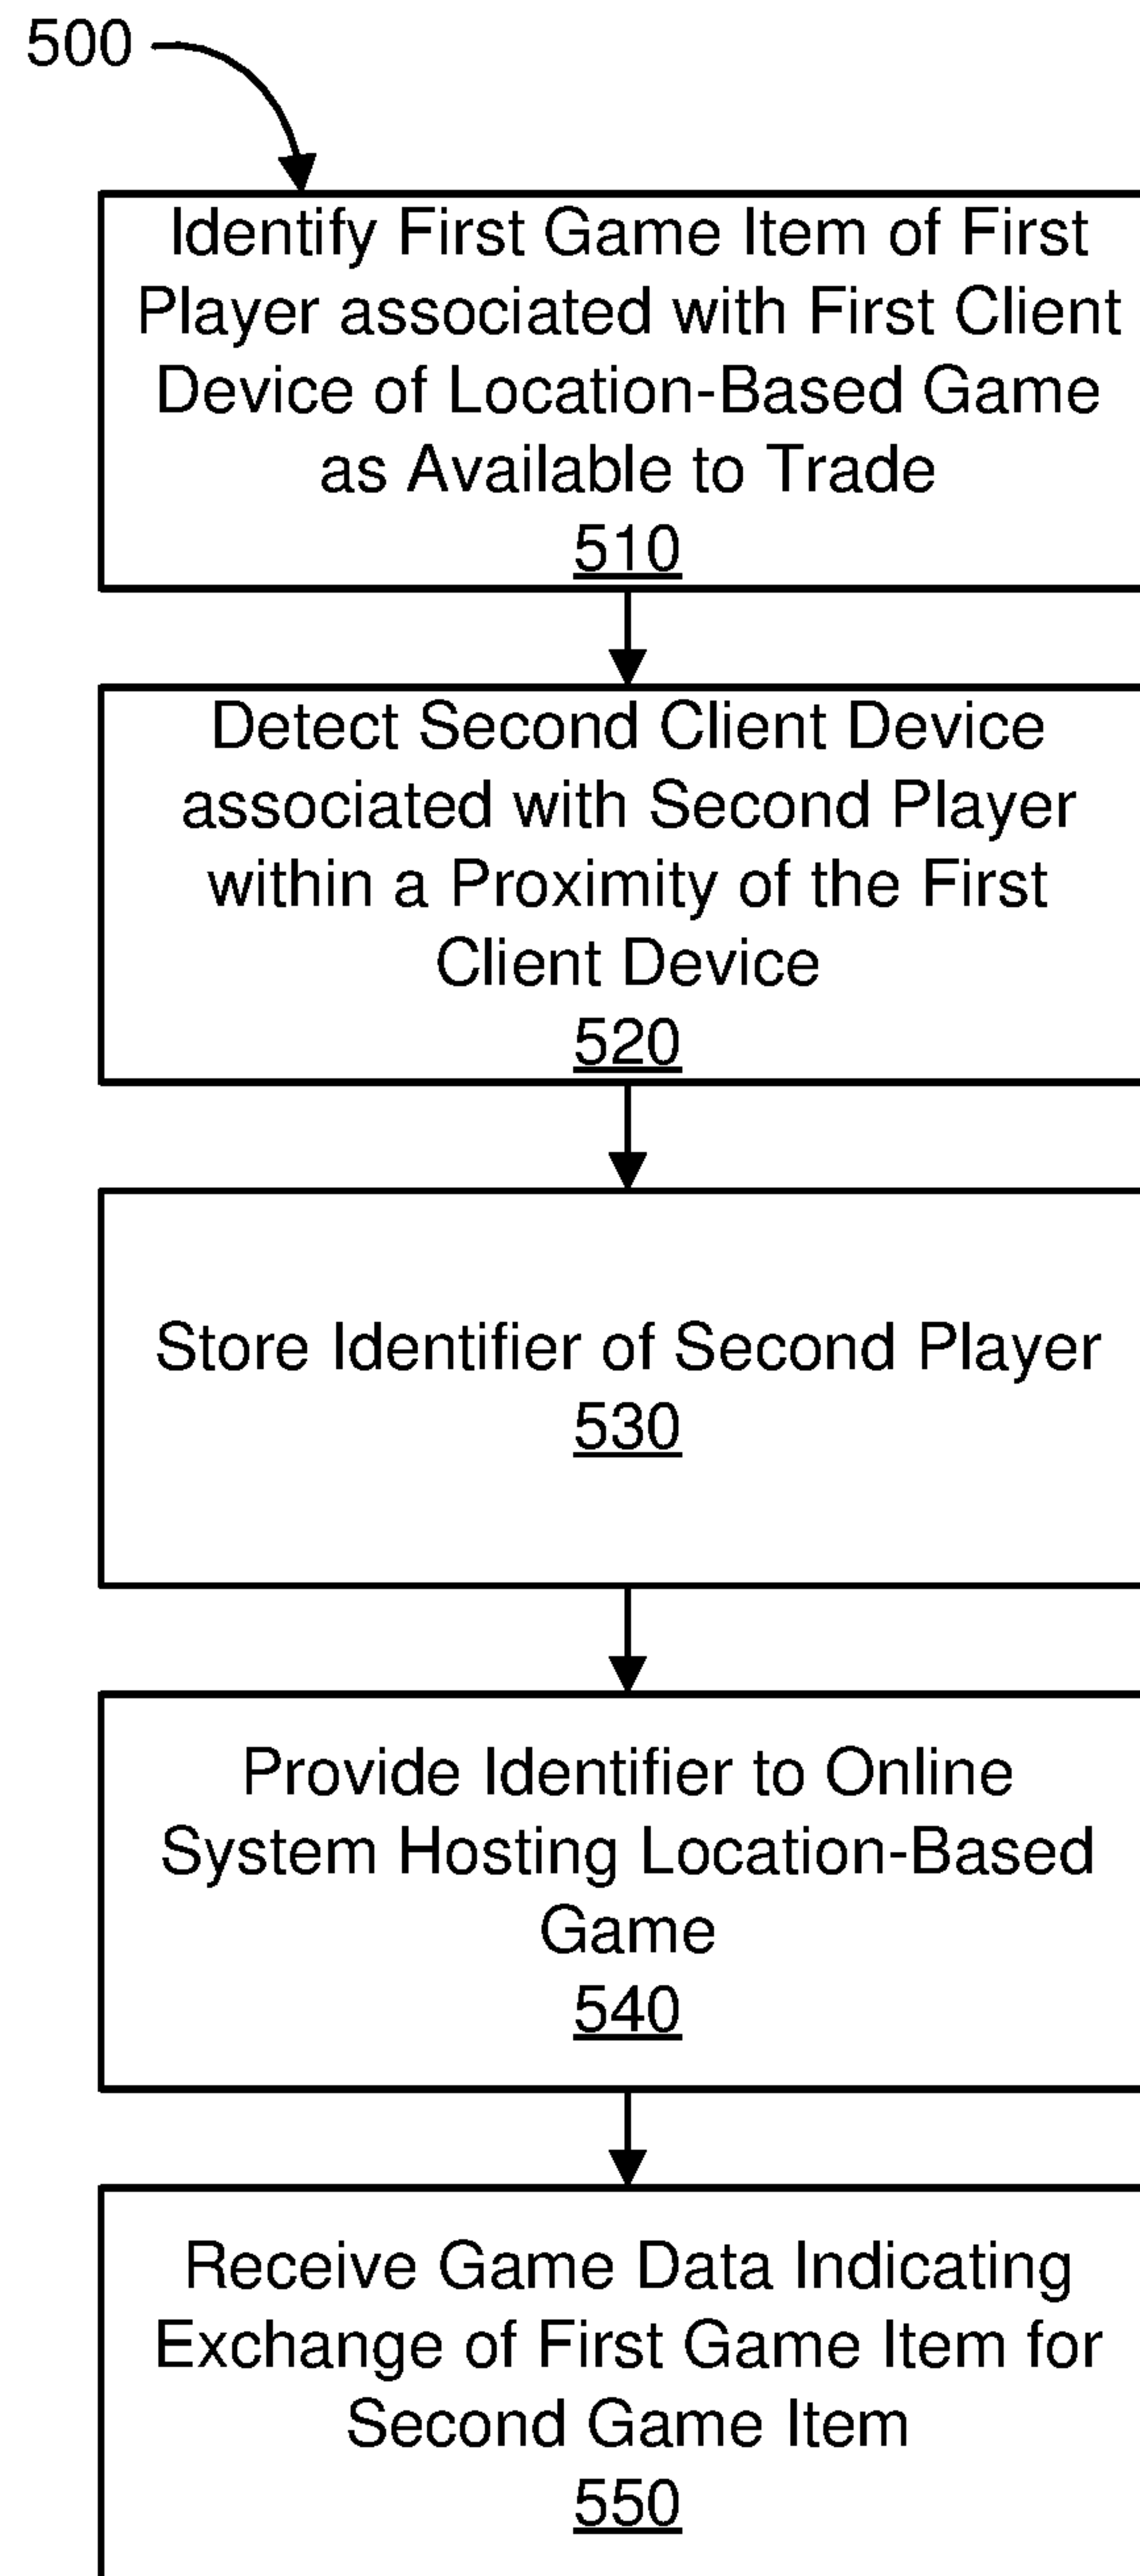 500
Identify First Game Item of First
Player associated with First Client
Device of Location-Based Game
as Available to Trade
510
Detect Second Client Device
associated with Second Player
within a Proximity of the First
Client Device
520
Store Identifier of Second Player
530
Provide Identifier to Online
System Hosting Location-Based
Game
540
Receive Game Data Indicating
Exchange of First Game Item for
Second Game Item
550